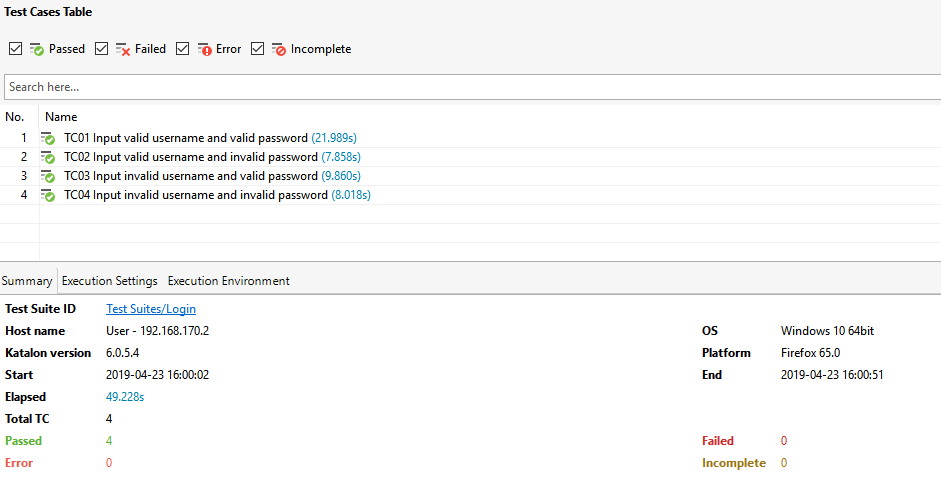 Test Cases Table
Passed Failed Error Incomplete
Search here...
No. Name
1 TC01 Input valid username and valid password (21.989s)
2 TC02 Input valid username and invalid password (7.858s)
3 TC03 Input invalid username and valid password (9.860s)
4 TC04 Input invalid username and invalid password (8.018s)
Summary Execution Settings Execution Environment
Test Suite ID Test Suites/Login
Host name User - 192.168.170.2 OS Windows 10 64bit
Katalon version 6.0.5.4 Platform Firefox 65.0
Start 2019-04-23 16:00:02 End 2019-04-23 16:00:51
Elapsed 49.228s
Total TC 4
Passed 4 Failed 0
Error 0 Incomplete 0